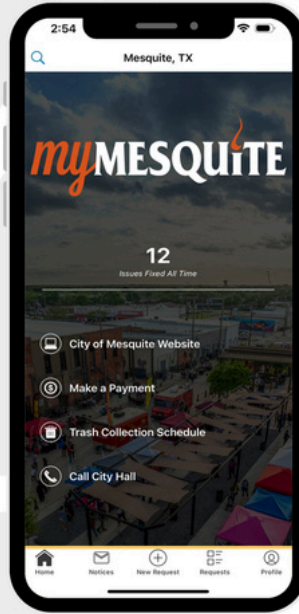 2:54
Mesquite, TX
myMESQUiTE
12
Issues Fixed All Time
City of Mesquite Website
Make a Payment
Trash Collection Schedule
Call City Hall
Home Notices New Request Requests Profile